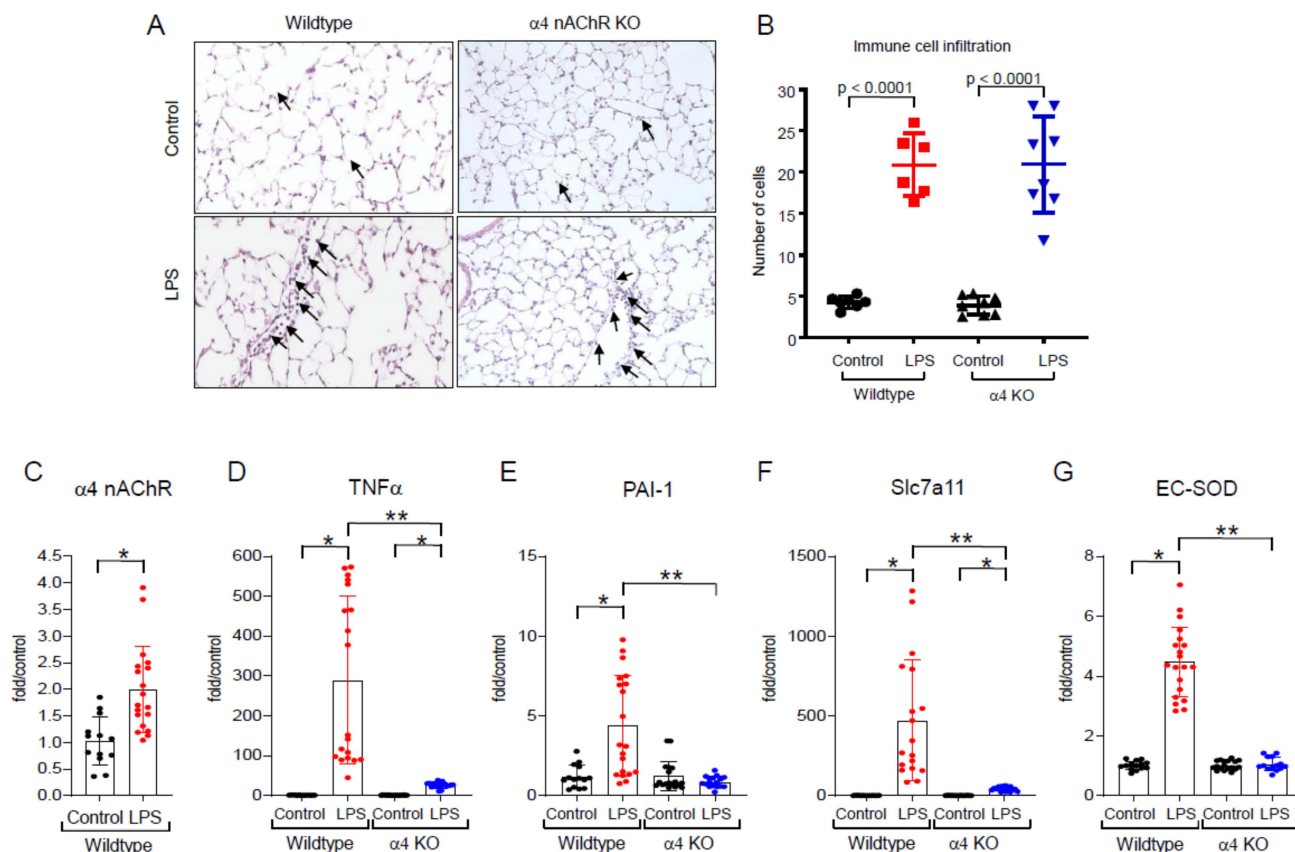 A
Wildtype
α4 nAChR KO
Control
LPS
B
Immune cell infiltration
p < 0.0001
p < 0.0001
Number of cells
30
25
20
15
10
5
0
Control
LPS
Control
LPS
Wildtype
α4 KO
C
α4 nAChR
fold/control
4.5
4.0
3.5
3.0
2.5
2.0
1.5
1.0
0.5
0.0
*
Control LPS
Wildtype
D
TNFα
fold/control
600
500
400
300
200
100
0
**
*
*
Control LPS Control LPS
Wildtype
α4 KO
E
PAI-1
fold/control
15
10
5
0
**
*
Control LPS Control LPS
Wildtype
α4 KO
F
Slc7a11
fold/control
1500
1000
500
0
**
*
*
Control LPS Control LPS
Wildtype
α4 KO
G
EC-SOD
fold/control
8
6
4
2
0
*
**
Control LPS Control LPS
Wildtype
α4 KO